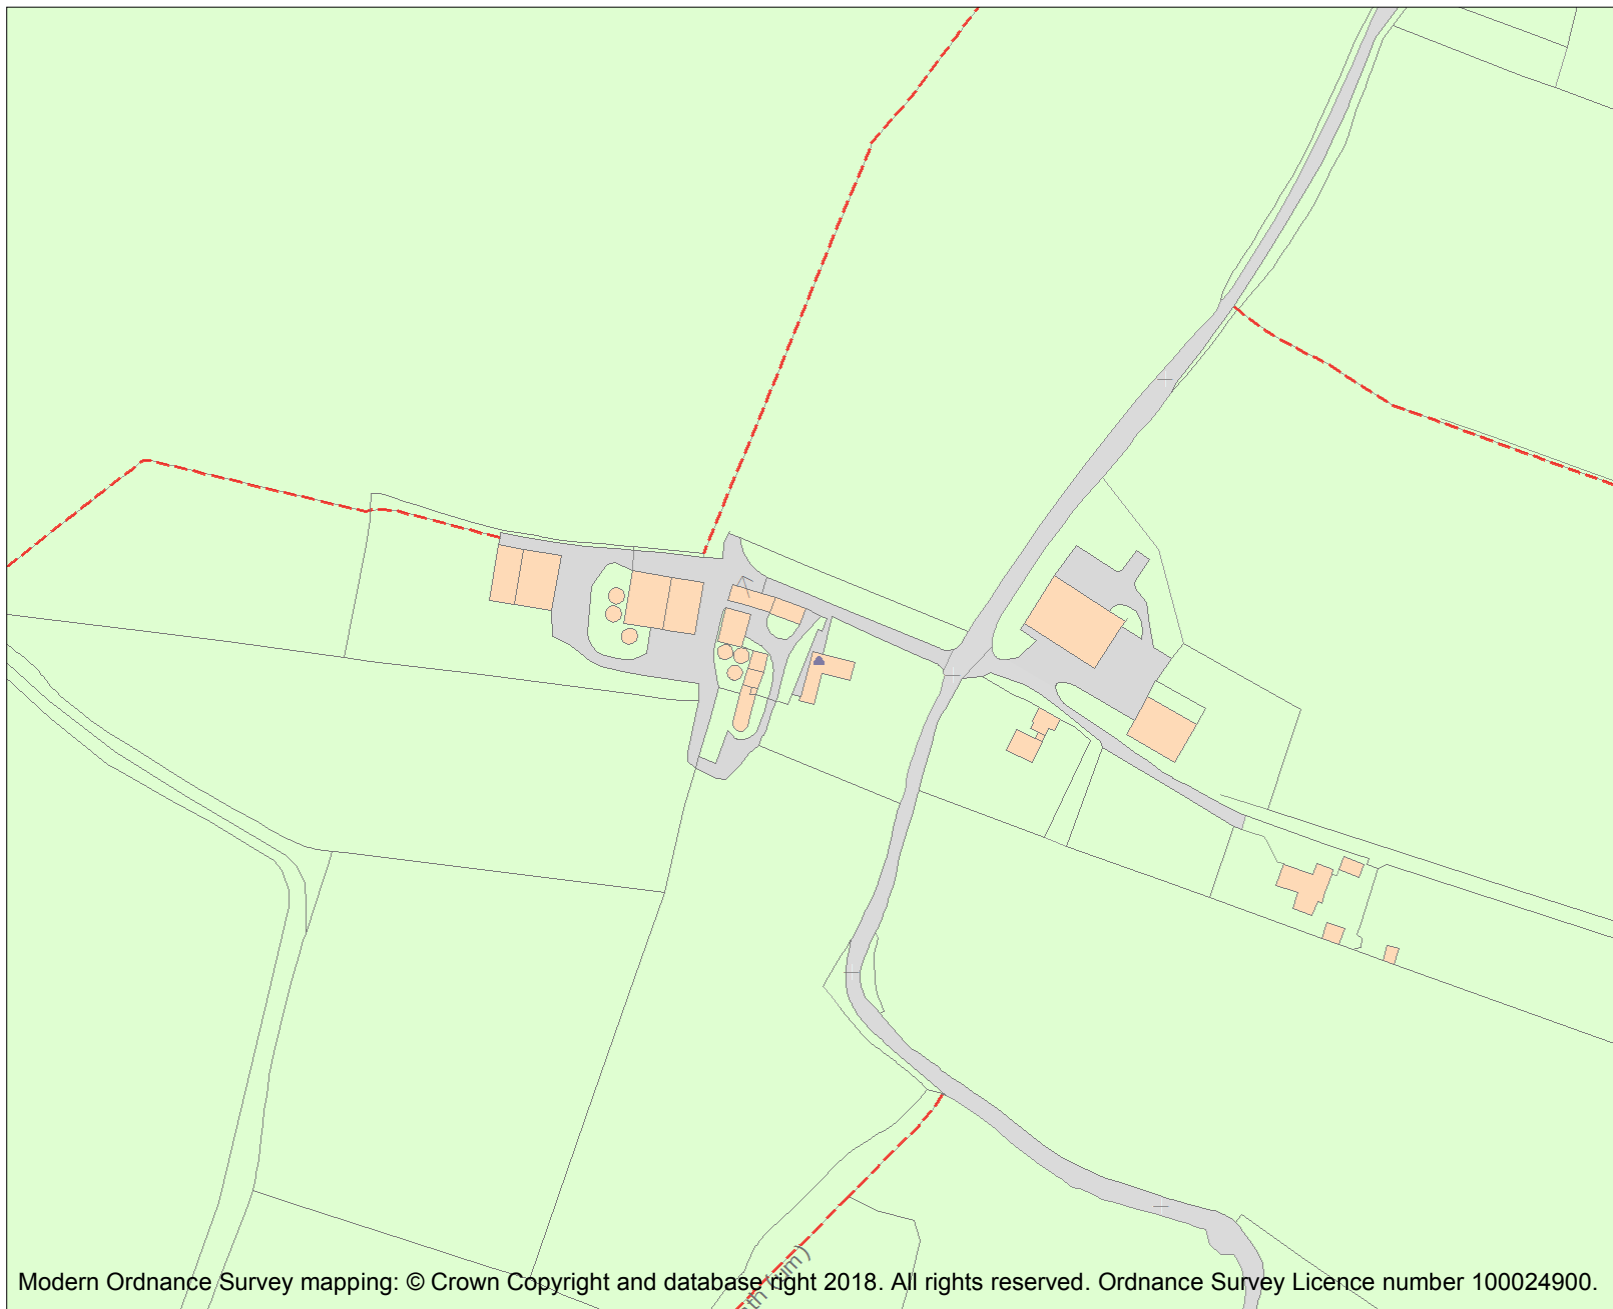 Modern Ordnance Survey mapping: © Crown Copyright and database right 2018. All rights reserved. Ordnance Survey Licence number 100024900.